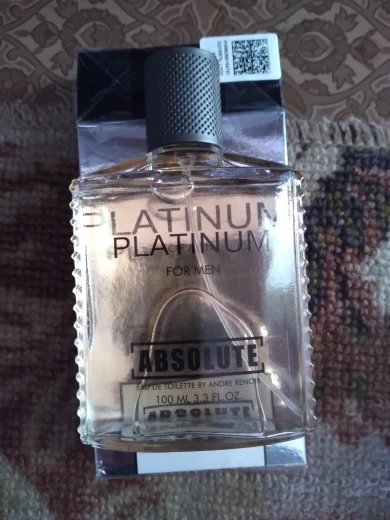 PLATINUM
PLATINUM
FOR MEN
ABSOLUTE
EAU DE TOILETTE BY ANDRE RENOIR
100 ML 3.3 FL.OZ.
ABSOLUTE